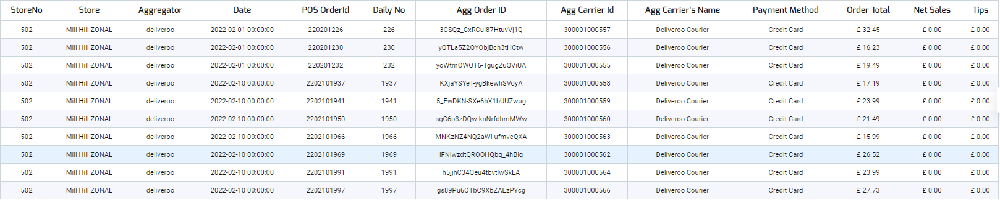 StoreNo Store Aggregator Date POS OrderId Daily No Agg Order ID Agg Carrier Id Agg Carrier's Name Payment Method Order Total Net Sales Tips
502 Mill Hill ZONAL deliveroo 2022-02-01 00:00:00 220201226 226 3CSQz_CxRCuI87HtuvVj1Q 300001000557 Deliveroo Courier Credit Card £ 32.45 £ 0.00 £ 0.00
502 Mill Hill ZONAL deliveroo 2022-02-01 00:00:00 220201230 230 yQTLa5Z2QYObjBch3tHCtw 300001000556 Deliveroo Courier Credit Card £ 16.23 £ 0.00 £ 0.00
502 Mill Hill ZONAL deliveroo 2022-02-01 00:00:00 220201232 232 yoWtmOWQT6-TgugZuQViUA 300001000555 Deliveroo Courier Credit Card £ 19.49 £ 0.00 £ 0.00
502 Mill Hill ZONAL deliveroo 2022-02-10 00:00:00 2202101937 1937 KXjaYSYeT-ygBkewhSVoyA 300001000558 Deliveroo Courier Credit Card £ 17.19 £ 0.00 £ 0.00
502 Mill Hill ZONAL deliveroo 2022-02-10 00:00:00 2202101941 1941 5_EwDKN-SXe6hX1bUUZwug 300001000559 Deliveroo Courier Credit Card £ 23.99 £ 0.00 £ 0.00
502 Mill Hill ZONAL deliveroo 2022-02-10 00:00:00 2202101950 1950 sgC6p3zDQw-knNrfdhmMWw 300001000560 Deliveroo Courier Credit Card £ 21.49 £ 0.00 £ 0.00
502 Mill Hill ZONAL deliveroo 2022-02-10 00:00:00 2202101966 1966 MNKzNZ4NQ2aWi-ufmveQXA 300001000563 Deliveroo Courier Credit Card £ 15.99 £ 0.00 £ 0.00
502 Mill Hill ZONAL deliveroo 2022-02-10 00:00:00 2202101969 1969 iFNiwzdtQROOHQbq_4hBIg 300001000562 Deliveroo Courier Credit Card £ 26.52 £ 0.00 £ 0.00
502 Mill Hill ZONAL deliveroo 2022-02-10 00:00:00 2202101991 1991 h5jjhC34Qeu4tbvtIwSkLA 300001000564 Deliveroo Courier Credit Card £ 23.99 £ 0.00 £ 0.00
502 Mill Hill ZONAL deliveroo 2022-02-10 00:00:00 2202101997 1997 gs89Pu6OTbC9XbZAEzPYcg 300001000566 Deliveroo Courier Credit Card £ 27.73 £ 0.00 £ 0.00